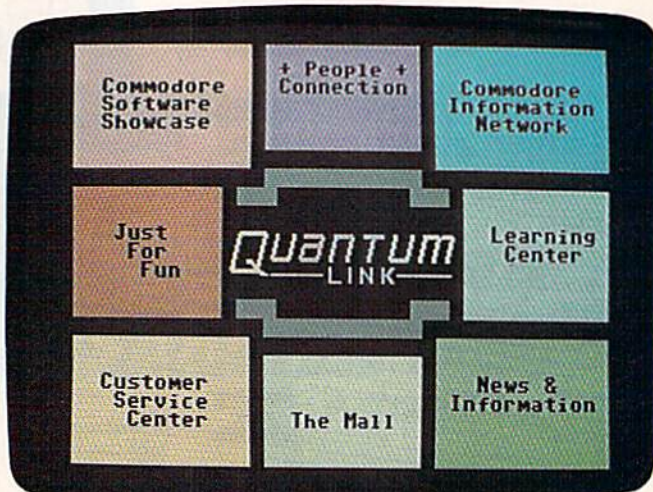 Commodore
Software
Showcase
+ People +
Connection
Commodore
Information
Network
Just
For
Fun
QUANTUM
LINK
Learning
Center
Customer
Service
Center
The Mall
News &
Information